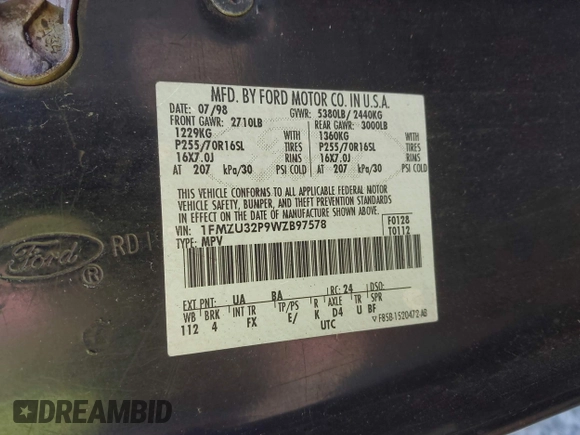 MFD. BY FORD MOTOR CO. IN U.S.A.
DATE: 07/98 GVWR: 5380LB/ 2440KG
FRONT GAWR: 2710LB REAR GAWR: 3000LB
1229KG WITH 1360KG WITH
P255/70R16SL TIRES P255/70R16SL TIRES
16X7.0J RIMS 16X7.0J RIMS
AT 207 kPa/30 PSI COLD AT 207 kPa/30 PSI COLD
THIS VEHICLE CONFORMS TO ALL APPLICABLE FEDERAL MOTOR
VEHICLE SAFETY, BUMPER, AND THEFT PREVENTION STANDARDS
IN EFFECT ON THE DATE OF MANUFACTURE SHOWN ABOVE.
VIN: 1FMZU32P9WZB97578 F0128
TYPE: MPV T0112
EXT PNT: UA BA RC: 24 DSO:
WB BRK INT TR TP/PS R AXLE TR SPR
112 4 FX E/ K D4 U BF
UTC F85B-1520472-AB
Ford ® RD
DREAMBID